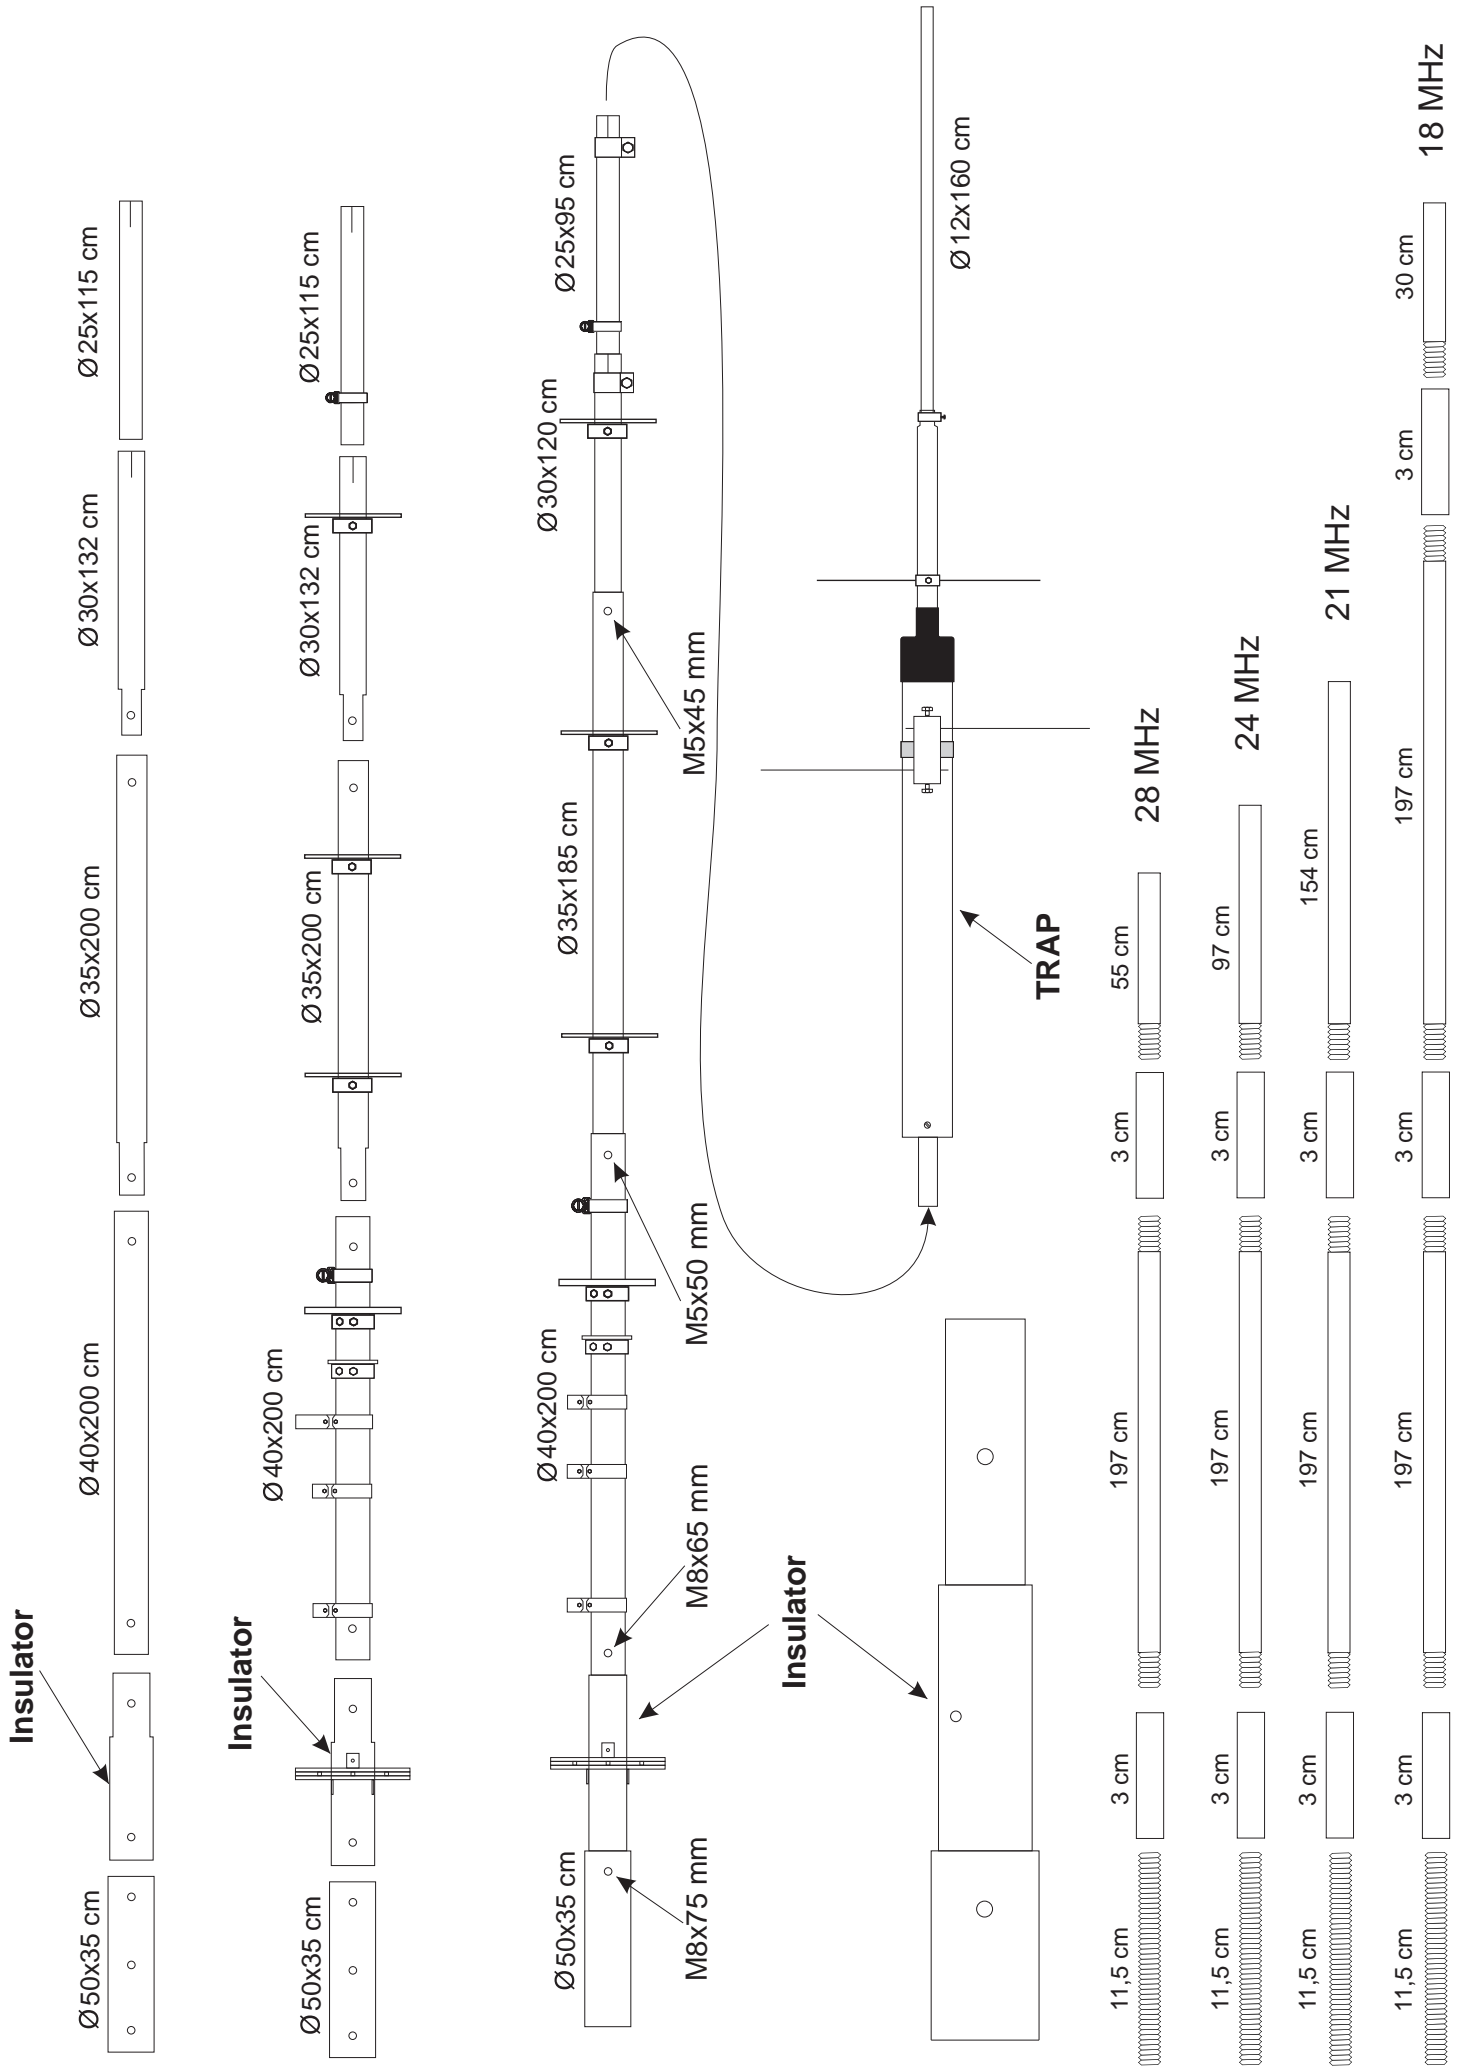 Insulator
Ø50x35 cm
Ø40x200 cm
Ø35x200 cm
Ø30x132 cm
Ø25x115 cm
Insulator
Ø50x35 cm
Ø40x200 cm
Ø35x200 cm
Ø30x132 cm
Ø25x115 cm
Ø50x35 cm
Ø40x200 cm
Ø35x185 cm
Ø30x120 cm
Ø25x95 cm
M8x75 mm
M8x65 mm
M5x50 mm
M5x45 mm
Insulator
TRAP
Ø12x160 cm
11,5 cm
3 cm
197 cm
3 cm
55 cm
28 MHz
11,5 cm
3 cm
197 cm
3 cm
97 cm
24 MHz
11,5 cm
3 cm
197 cm
3 cm
154 cm
21 MHz
11,5 cm
3 cm
197 cm
3 cm
197 cm
3 cm
30 cm
18 MHz